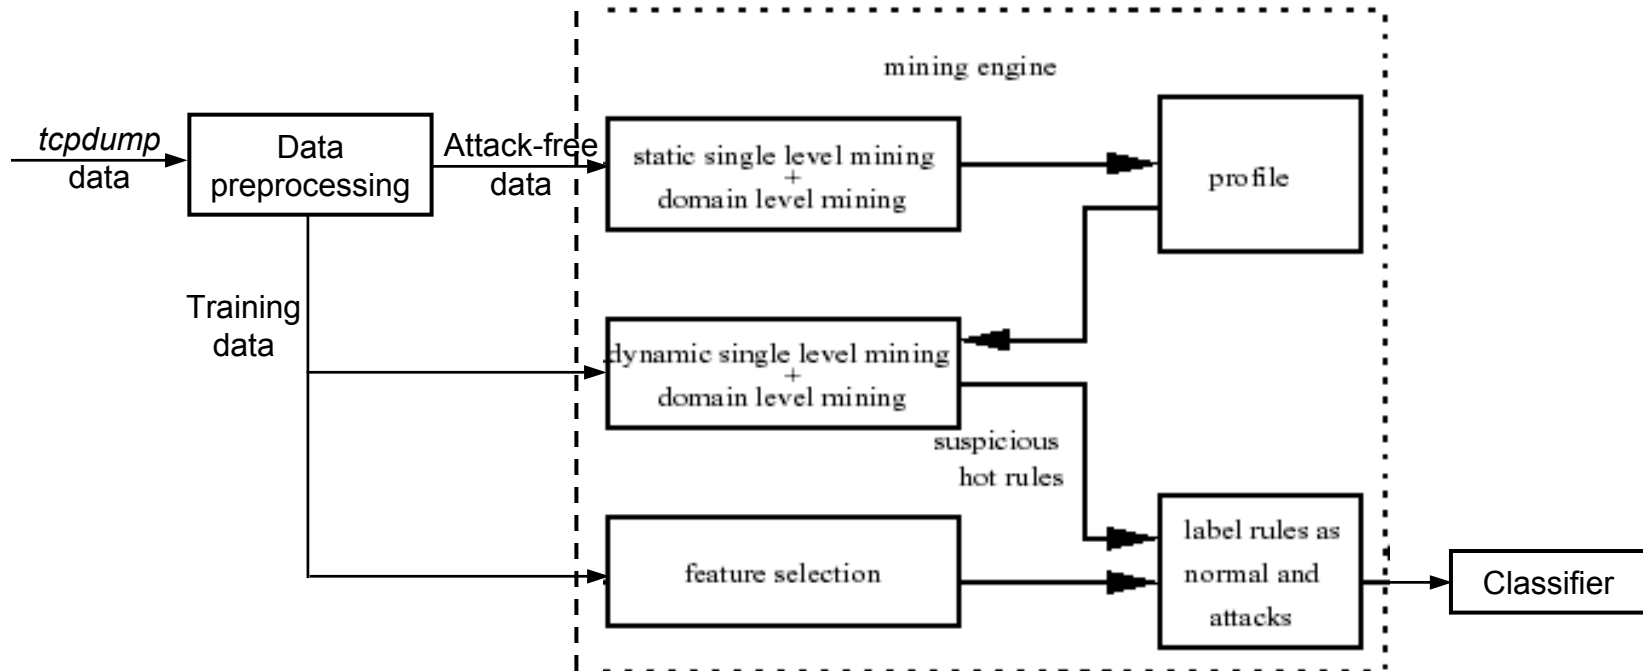 mining engine
tcpdump
data
Data
preprocessing
Attack-free
data
static single level mining
+
domain level mining
profile
Training
data
dynamic single level mining
+
domain level mining
suspicious
hot rules
feature selection
label rules as
normal and
attacks
Classifier